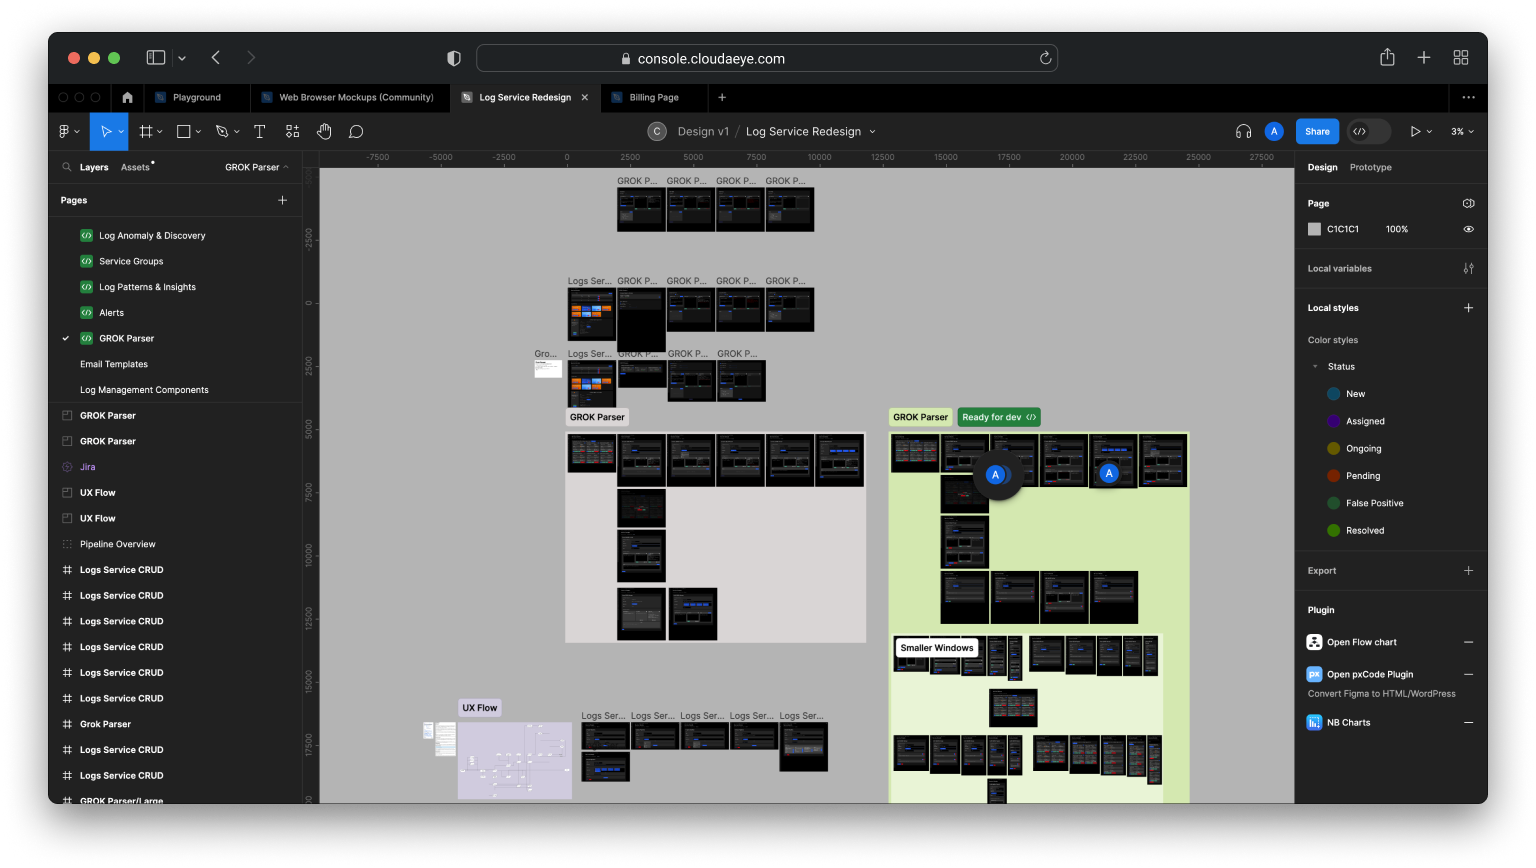 console.cloudaeye.com
Playground
Web Browser Mockups (Community)
Log Service Redesign
Billing Page
C
Design v1 / Log Service Redesign
A
Share
3%
Layers
Assets
GROK Parser
Pages
Log Anomaly & Discovery
Service Groups
Log Patterns & Insights
Alerts
GROK Parser
Email Templates
Log Management Components
GROK Parser
GROK Parser
Jira
UX Flow
UX Flow
Pipeline Overview
Logs Service CRUD
Logs Service CRUD
Logs Service CRUD
Logs Service CRUD
Logs Service CRUD
Logs Service CRUD
Grok Parser
Logs Service CRUD
Logs Service CRUD
GROK Parser/Large
-7500 -5000 -2500 0 2500 5000 7500 10000 12500 15000 17500 20000 22500 25000 27500
-2500
0
2500
5000
7500
10000
12500
15000
17500
GROK P... GROK P... GROK P... GROK P...
Logs Ser... GROK P... GROK P... GROK P... GROK P...
Gro... Logs Ser... GROK P... GROK P... GROK P...
GROK Parser
GROK Parser
Ready for dev
A
A
Smaller Windows
UX Flow
Logs Ser... Logs Ser... Logs Ser... Logs Ser... Logs Ser...
Design
Prototype
Page
C1C1C1 100%
Local variables
Local styles
Color styles
Status
New
Assigned
Ongoing
Pending
False Positive
Resolved
Export
Plugin
Open Flow chart
px
Open pxCode Plugin
Convert Figma to HTML/WordPress
NB Charts